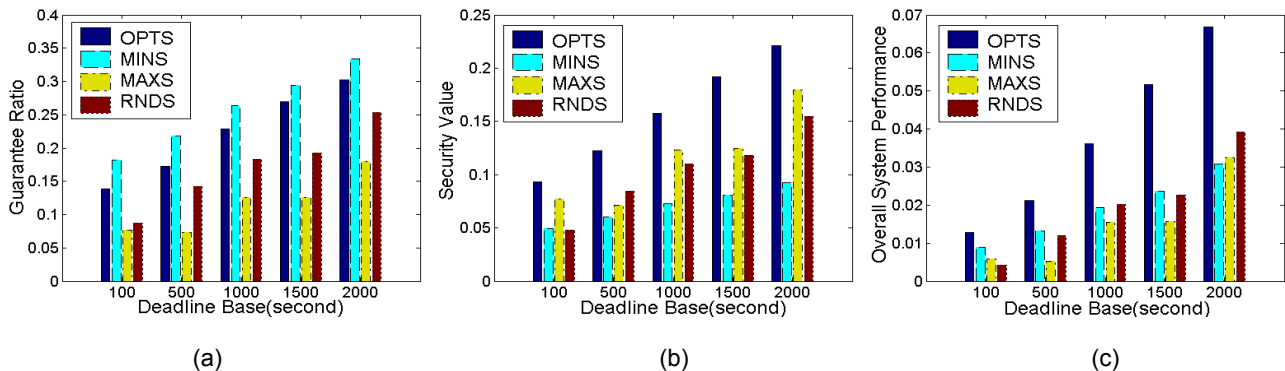 Guarantee Ratio
0.4
0.35
0.3
0.25
0.2
0.15
0.1
0.05
0
OPTS
MINS
MAXS
RNDS
100 500 1000 1500 2000
Deadline Base(second)
(a)
Security Value
0.25
0.2
0.15
0.1
0.05
0
OPTS
MINS
MAXS
RNDS
100 500 1000 1500 2000
Deadline Base(second)
(b)
Overall System Performance
0.07
0.06
0.05
0.04
0.03
0.02
0.01
0
OPTS
MINS
MAXS
RNDS
100 500 1000 1500 2000
Deadline Base(second)
(c)